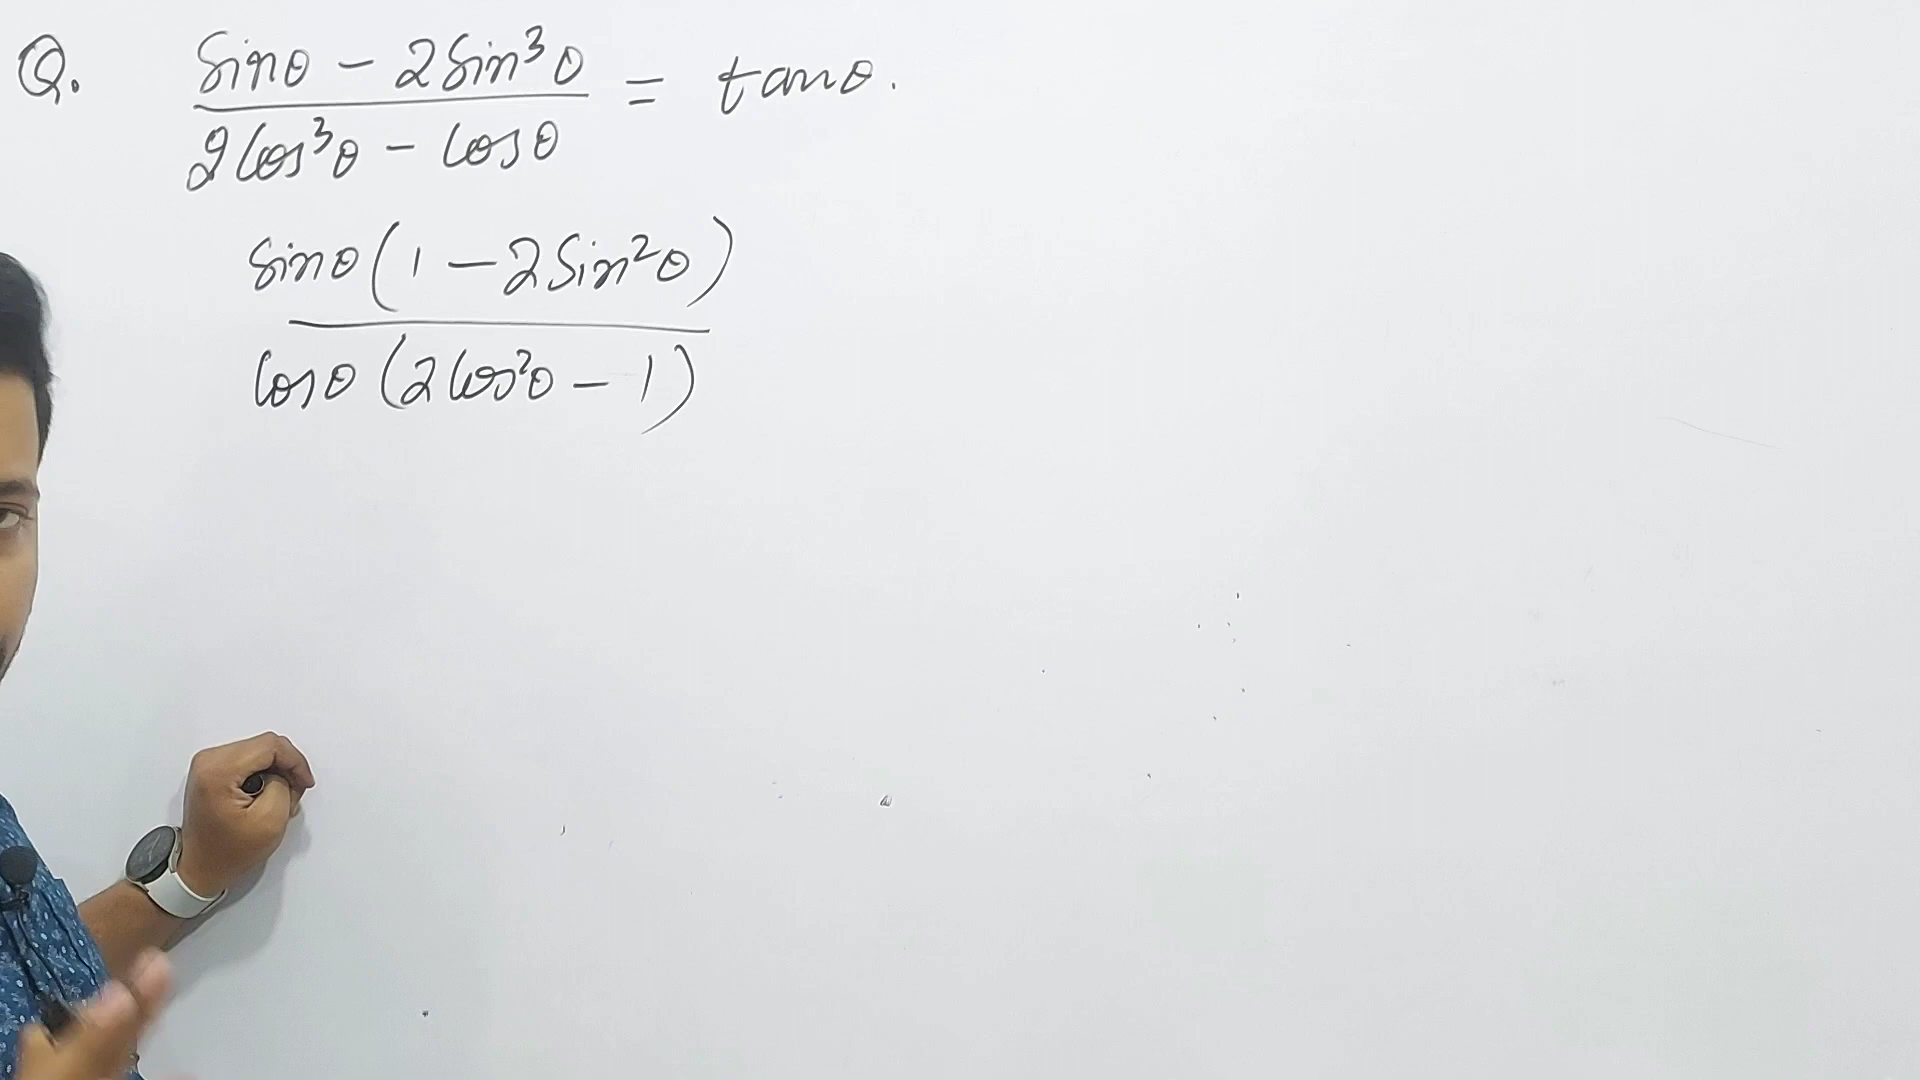 Q. Sinθ - 2Sin³θ / 2Cos³θ - Cosθ = tanθ.
Sinθ(1 - 2Sin²θ)
Cosθ(2Cos²θ - 1)